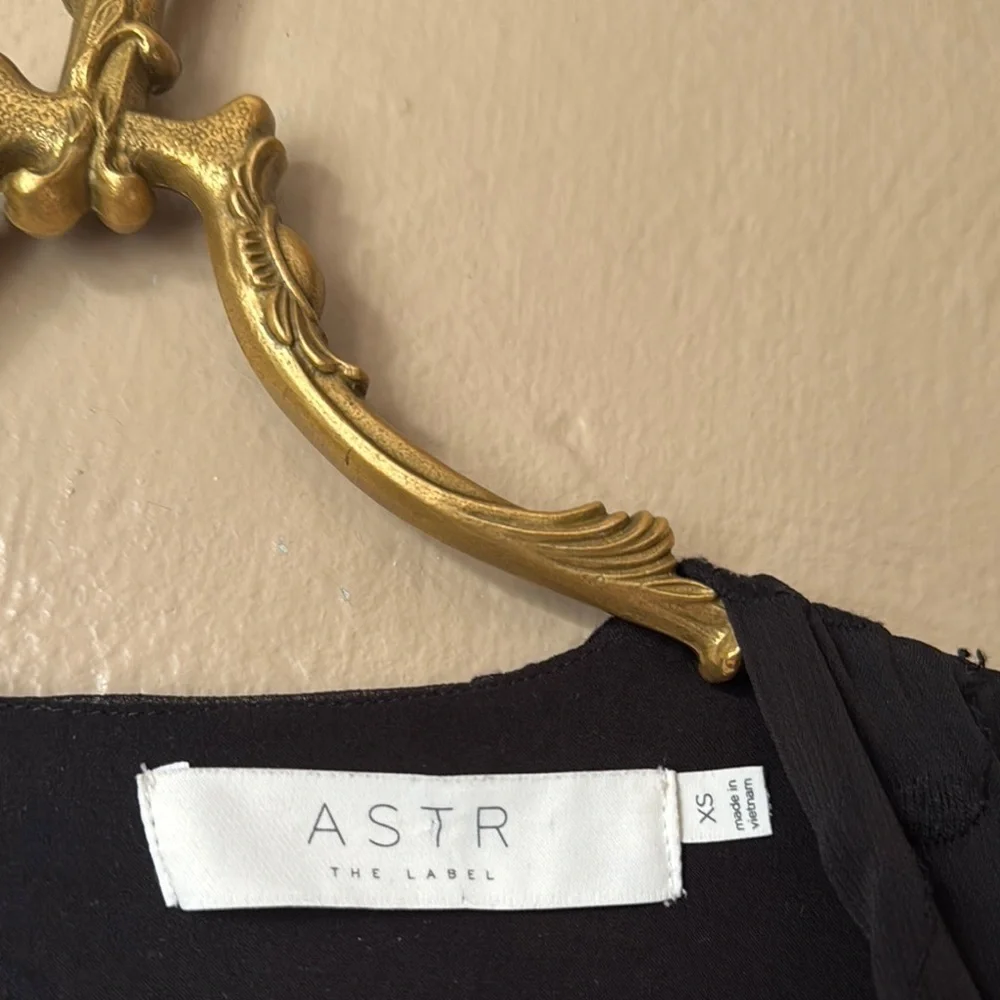 ASTR
THE LABEL
XS
made in
vietnam